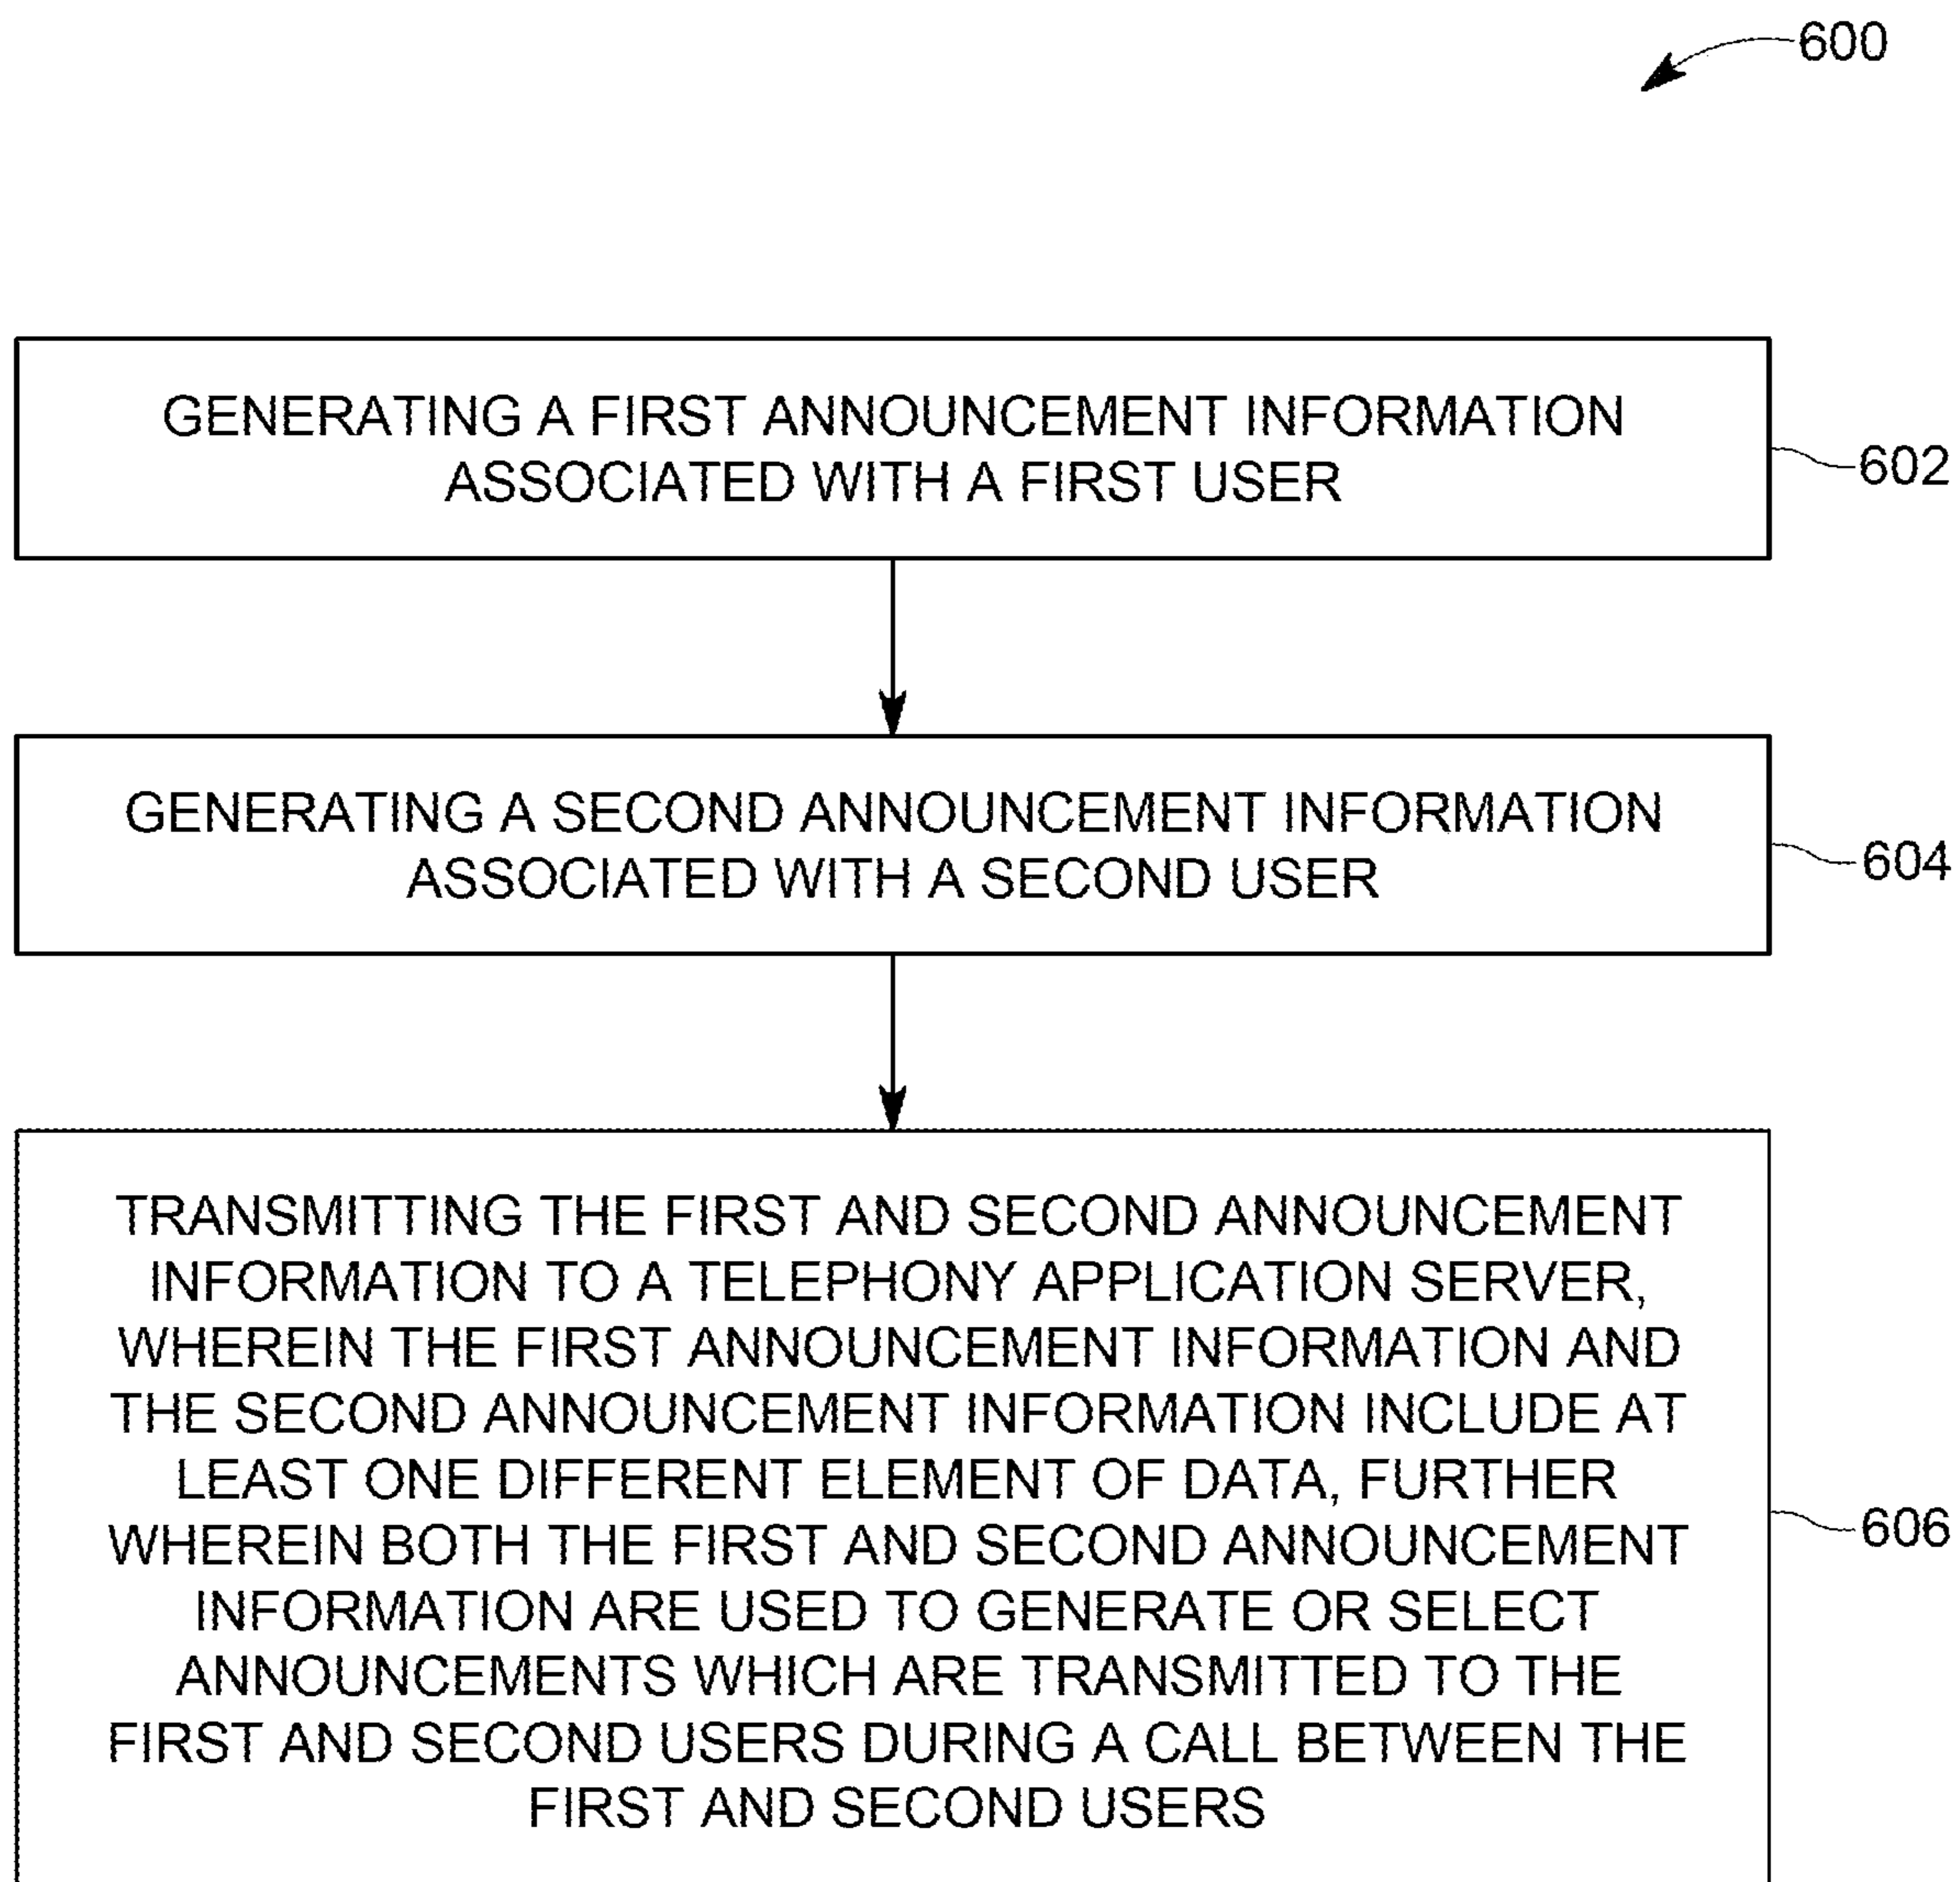 600
GENERATING A FIRST ANNOUNCEMENT INFORMATION
ASSOCIATED WITH A FIRST USER
602
GENERATING A SECOND ANNOUNCEMENT INFORMATION
ASSOCIATED WITH A SECOND USER
604
TRANSMITTING THE FIRST AND SECOND ANNOUNCEMENT
INFORMATION TO A TELEPHONY APPLICATION SERVER,
WHEREIN THE FIRST ANNOUNCEMENT INFORMATION AND
THE SECOND ANNOUNCEMENT INFORMATION INCLUDE AT
LEAST ONE DIFFERENT ELEMENT OF DATA, FURTHER
WHEREIN BOTH THE FIRST AND SECOND ANNOUNCEMENT
INFORMATION ARE USED TO GENERATE OR SELECT
ANNOUNCEMENTS WHICH ARE TRANSMITTED TO THE
FIRST AND SECOND USERS DURING A CALL BETWEEN THE
FIRST AND SECOND USERS
606